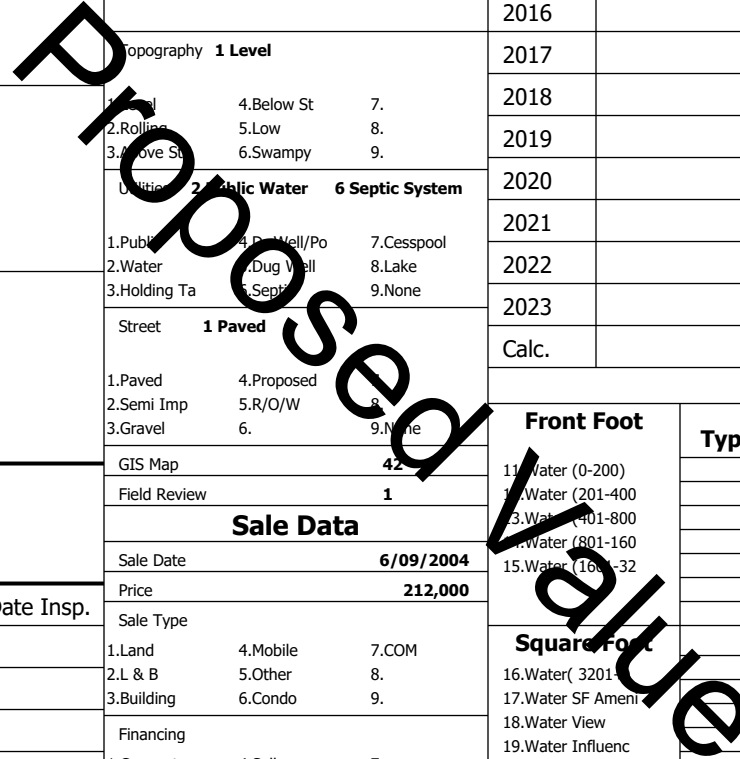 Topography 1 Level
1.Level 4.Below St 7.
2.Rolling 5.Low 8.
3.Above St 6.Swampy 9.
Utilities 2 Public Water 6 Septic System
1.Public 4.Dr Well/Po 7.Cesspool
2.Water 5.Dug Well 8.Lake
3.Holding Ta 6.Septic 9.None
Street 1 Paved
1.Paved 4.Proposed 7.
2.Semi Imp 5.R/O/W 8.
3.Gravel 6. 9.None
GIS Map 42
Field Review 1
Sale Data
Sale Date 6/09/2004
Price 212,000
Sale Type
1.Land 4.Mobile 7.COM
2.L & B 5.Other 8.
3.Building 6.Condo 9.
Financing
Date Insp.
2016
2017
2018
2019
2020
2021
2022
2023
Calc.
Front Foot
Typ
11.Water (0-200)
12.Water (201-400
13.Water (401-800
14.Water (801-160
15.Water (1601-32
Square Foot
16.Water( 3201-
17.Water SF Ameni
18.Water View
19.Water Influenc
Proposed Value